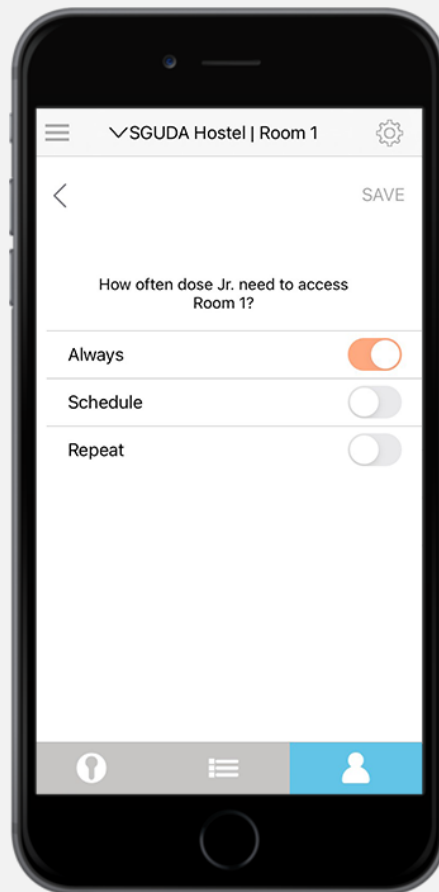 SGUDA Hostel | Room 1
SAVE
How often dose Jr. need to access
Room 1?
Always
Schedule
Repeat